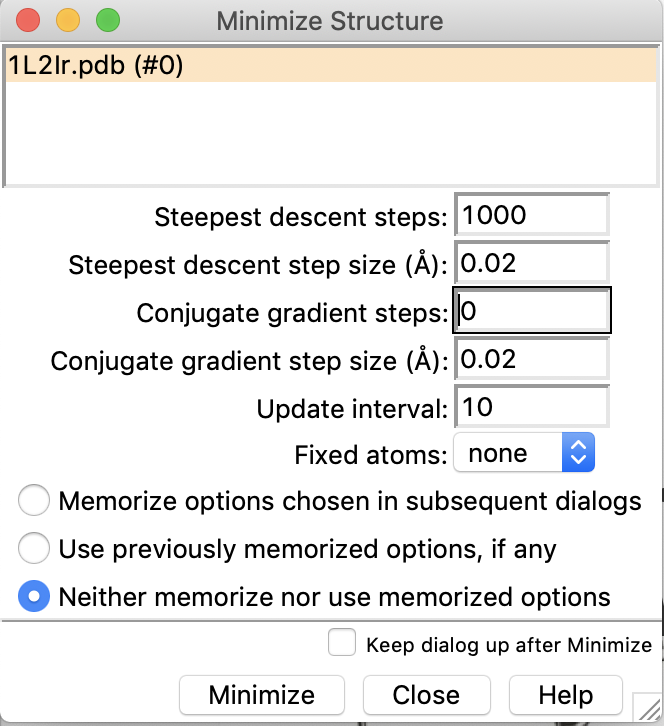 Minimize Structure
1L2Ir.pdb (#0)
Steepest descent steps: 1000
Steepest descent step size (Å): 0.02
Conjugate gradient steps: 0
Conjugate gradient step size (Å): 0.02
Update interval: 10
Fixed atoms: none
Memorize options chosen in subsequent dialogs
Use previously memorized options, if any
Neither memorize nor use memorized options
Keep dialog up after Minimize
Minimize Close Help